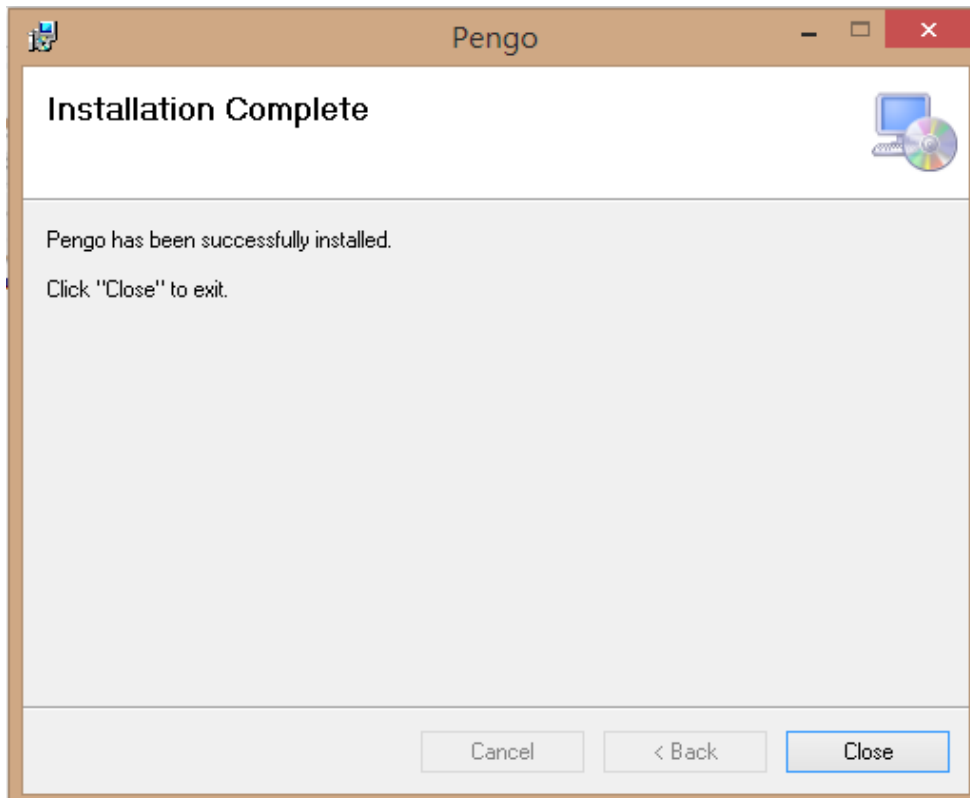 Pengo
Installation Complete
Pengo has been successfully installed.
Click "Close" to exit.
Cancel
< Back
Close